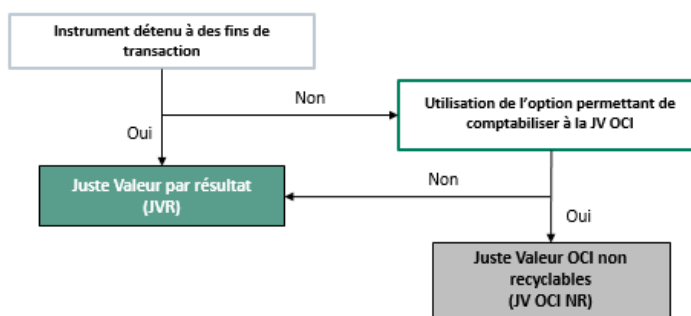 Instrument détenu à des fins de
transaction
Non
Utilisation de l'option permettant de
comptabiliser à la JV OCI
Oui
Juste Valeur par résultat
(JVR)
Non
Oui
Juste Valeur OCI non
recyclables
(JV OCI NR)